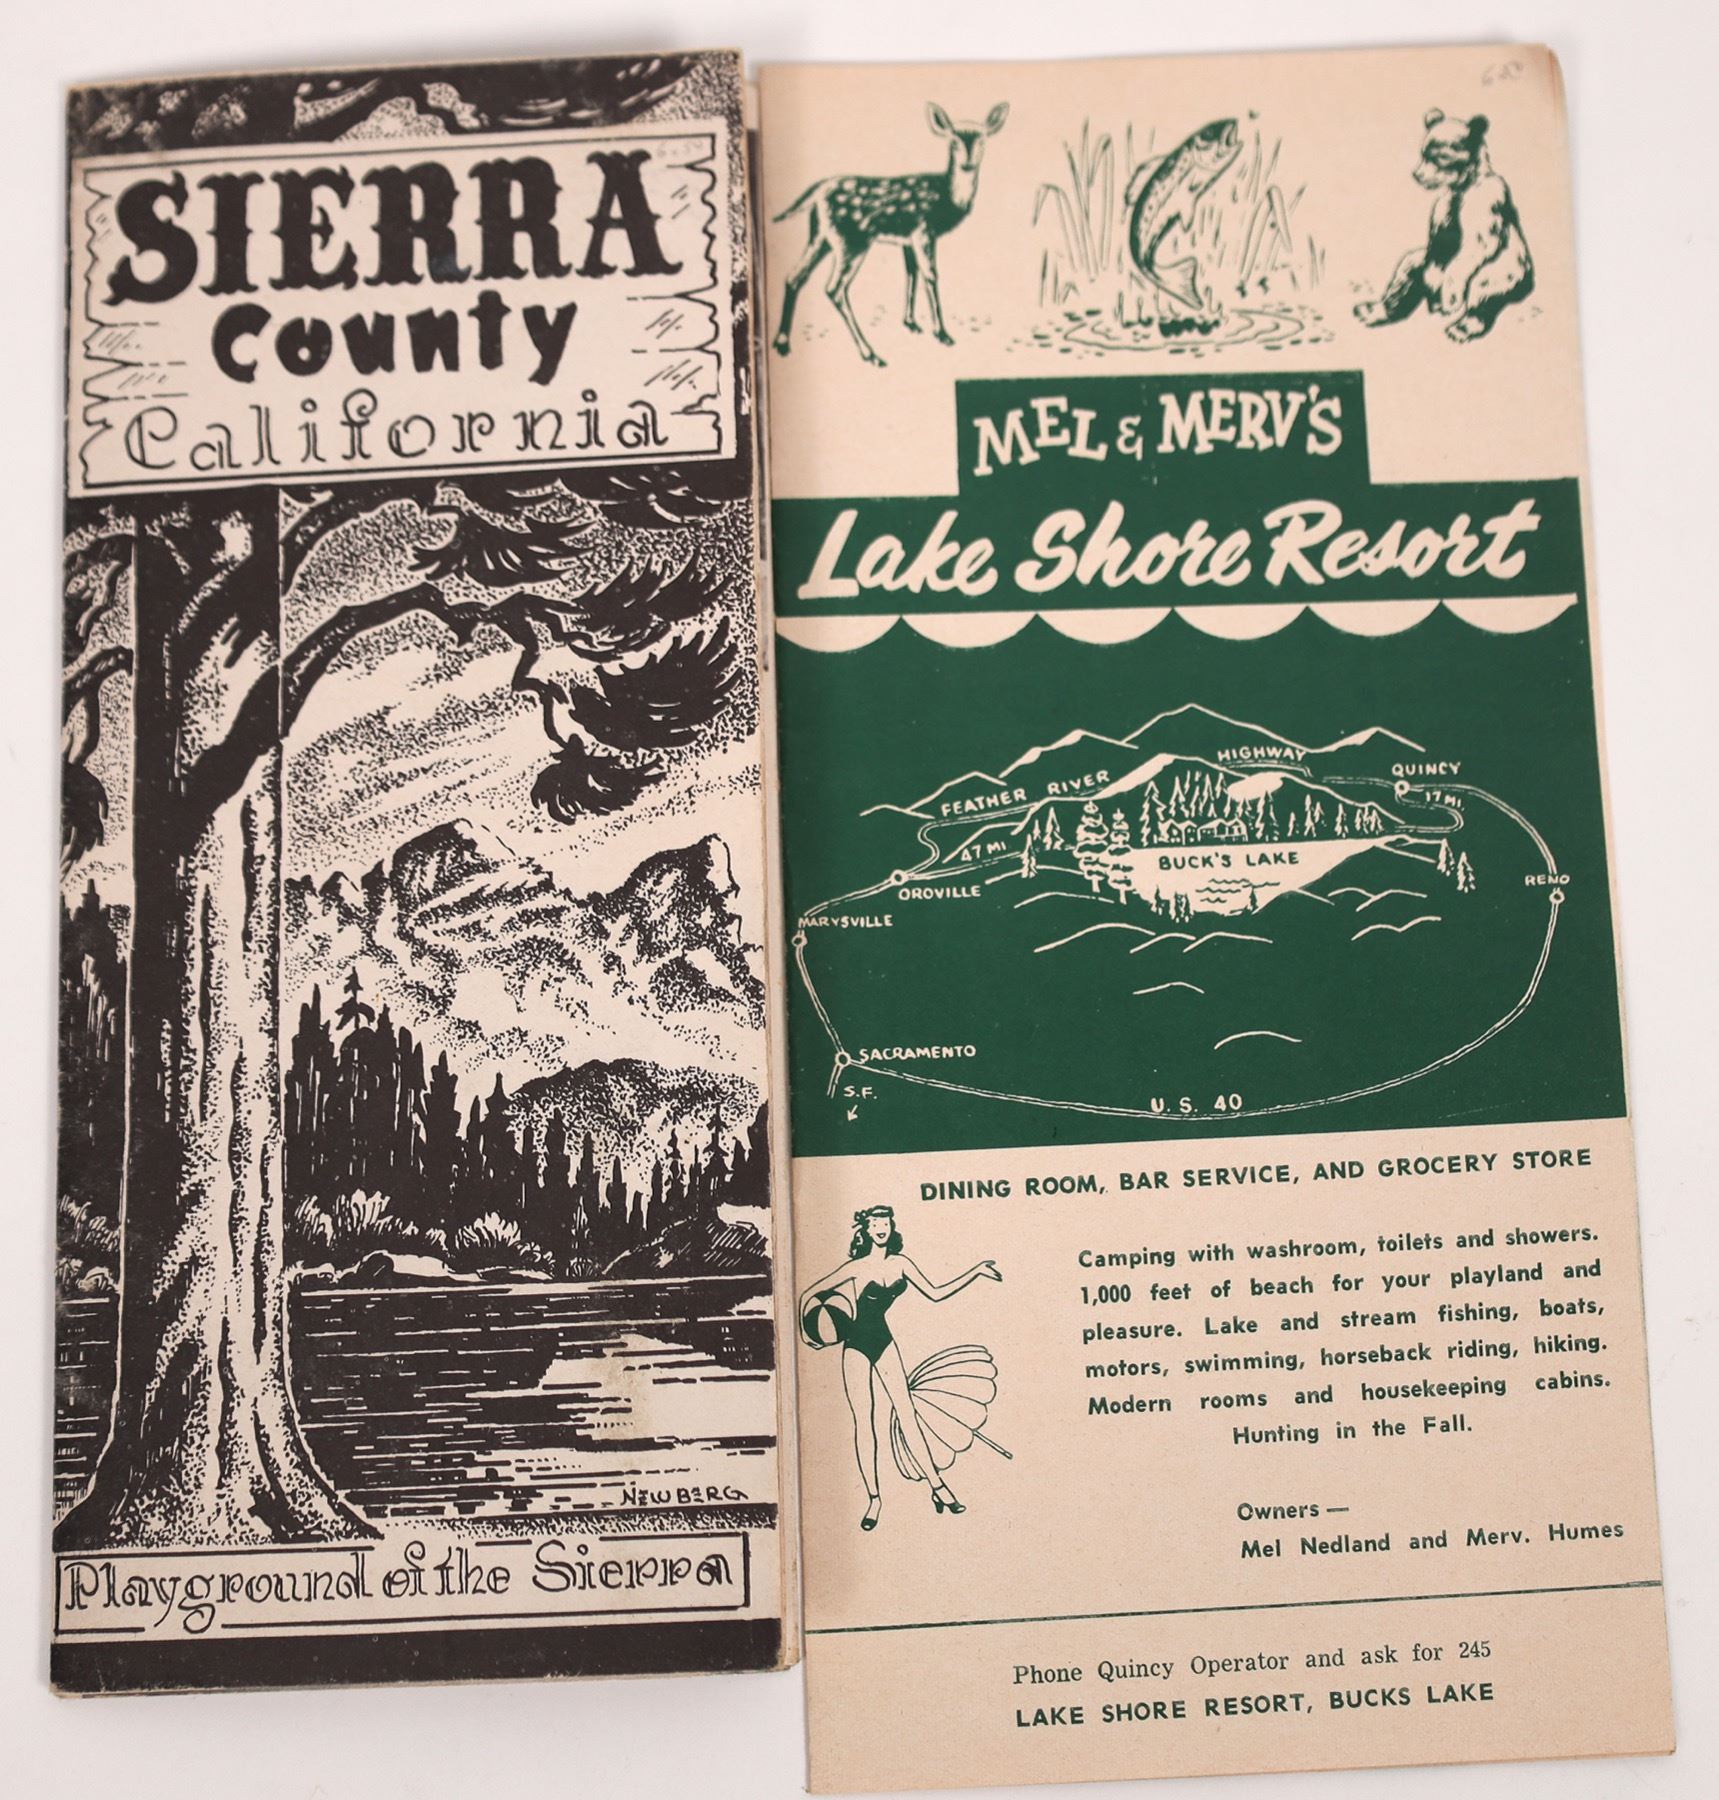 SIERRA
County
California
NEWBERG
Playground of the Sierra
MEL & MERV'S
Lake Shore Resort
HIGHWAY
FEATHER RIVER
QUINCY
17 MI.
47 MI.
BUCK'S LAKE
OROVILLE
RENO
MARYSVILLE
SACRAMENTO
S.F.
U. S. 40
DINING ROOM, BAR SERVICE, AND GROCERY STORE
Camping with washroom, toilets and showers.
1,000 feet of beach for your playland and
pleasure. Lake and stream fishing, boats,
motors, swimming, horseback riding, hiking.
Modern rooms and housekeeping cabins.
Hunting in the Fall.
Owners —
Mel Nedland and Merv. Humes
Phone Quincy Operator and ask for 245
LAKE SHORE RESORT, BUCKS LAKE